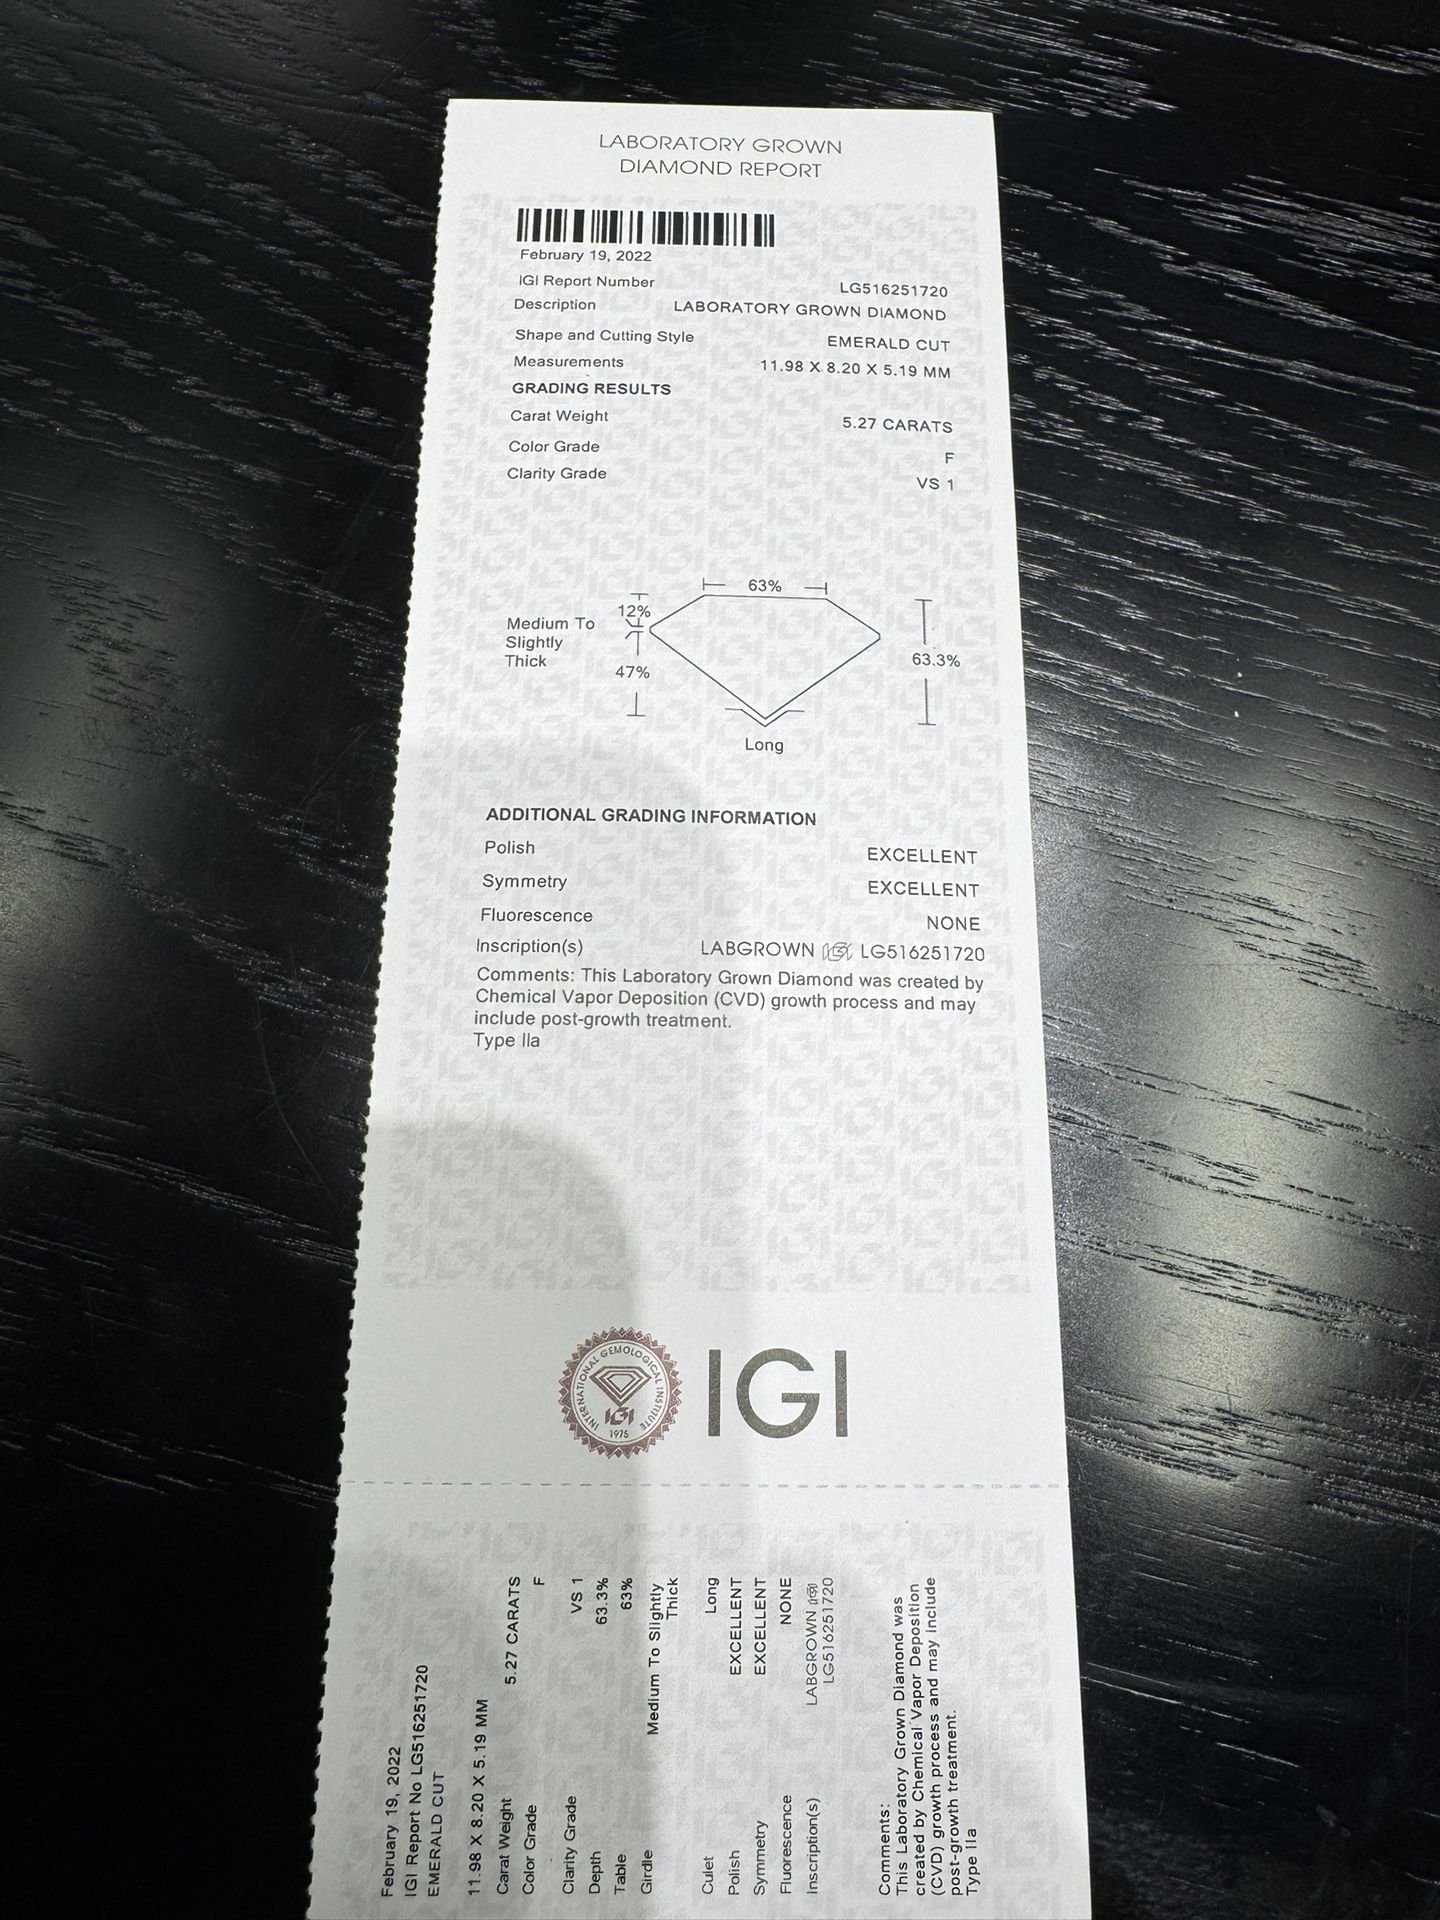 LABORATORY GROWN
DIAMOND REPORT
February 19, 2022
IGI Report Number LG516251720
Description LABORATORY GROWN DIAMOND
Shape and Cutting Style EMERALD CUT
Measurements 11.98 X 8.20 X 5.19 MM
GRADING RESULTS
Carat Weight 5.27 CARATS
Color Grade F
Clarity Grade VS 1
63%
12%
Medium To
Slightly
Thick
47%
63.3%
Long
ADDITIONAL GRADING INFORMATION
Polish EXCELLENT
Symmetry EXCELLENT
Fluorescence NONE
Inscription(s) LABGROWN IGI LG516251720
Comments: This Laboratory Grown Diamond was created by
Chemical Vapor Deposition (CVD) growth process and may
include post-growth treatment.
Type IIa
INTERNATIONAL GEMOLOGICAL INSTITUTE
IGI
1975
IGI
February 19, 2022
IGI Report No LG516251720
EMERALD CUT
11.98 X 8.20 X 5.19 MM
Carat Weight 5.27 CARATS
Color Grade F
Clarity Grade VS 1
Depth 63.3%
Table 63%
Girdle Medium To Slightly
Thick
Culet Long
Polish EXCELLENT
Symmetry EXCELLENT
Fluorescence NONE
Inscription(s) LABGROWN IGI
LG516251720
Comments:
This Laboratory Grown Diamond was
created by Chemical Vapor Deposition
(CVD) growth process and may include
post-growth treatment.
Type IIa